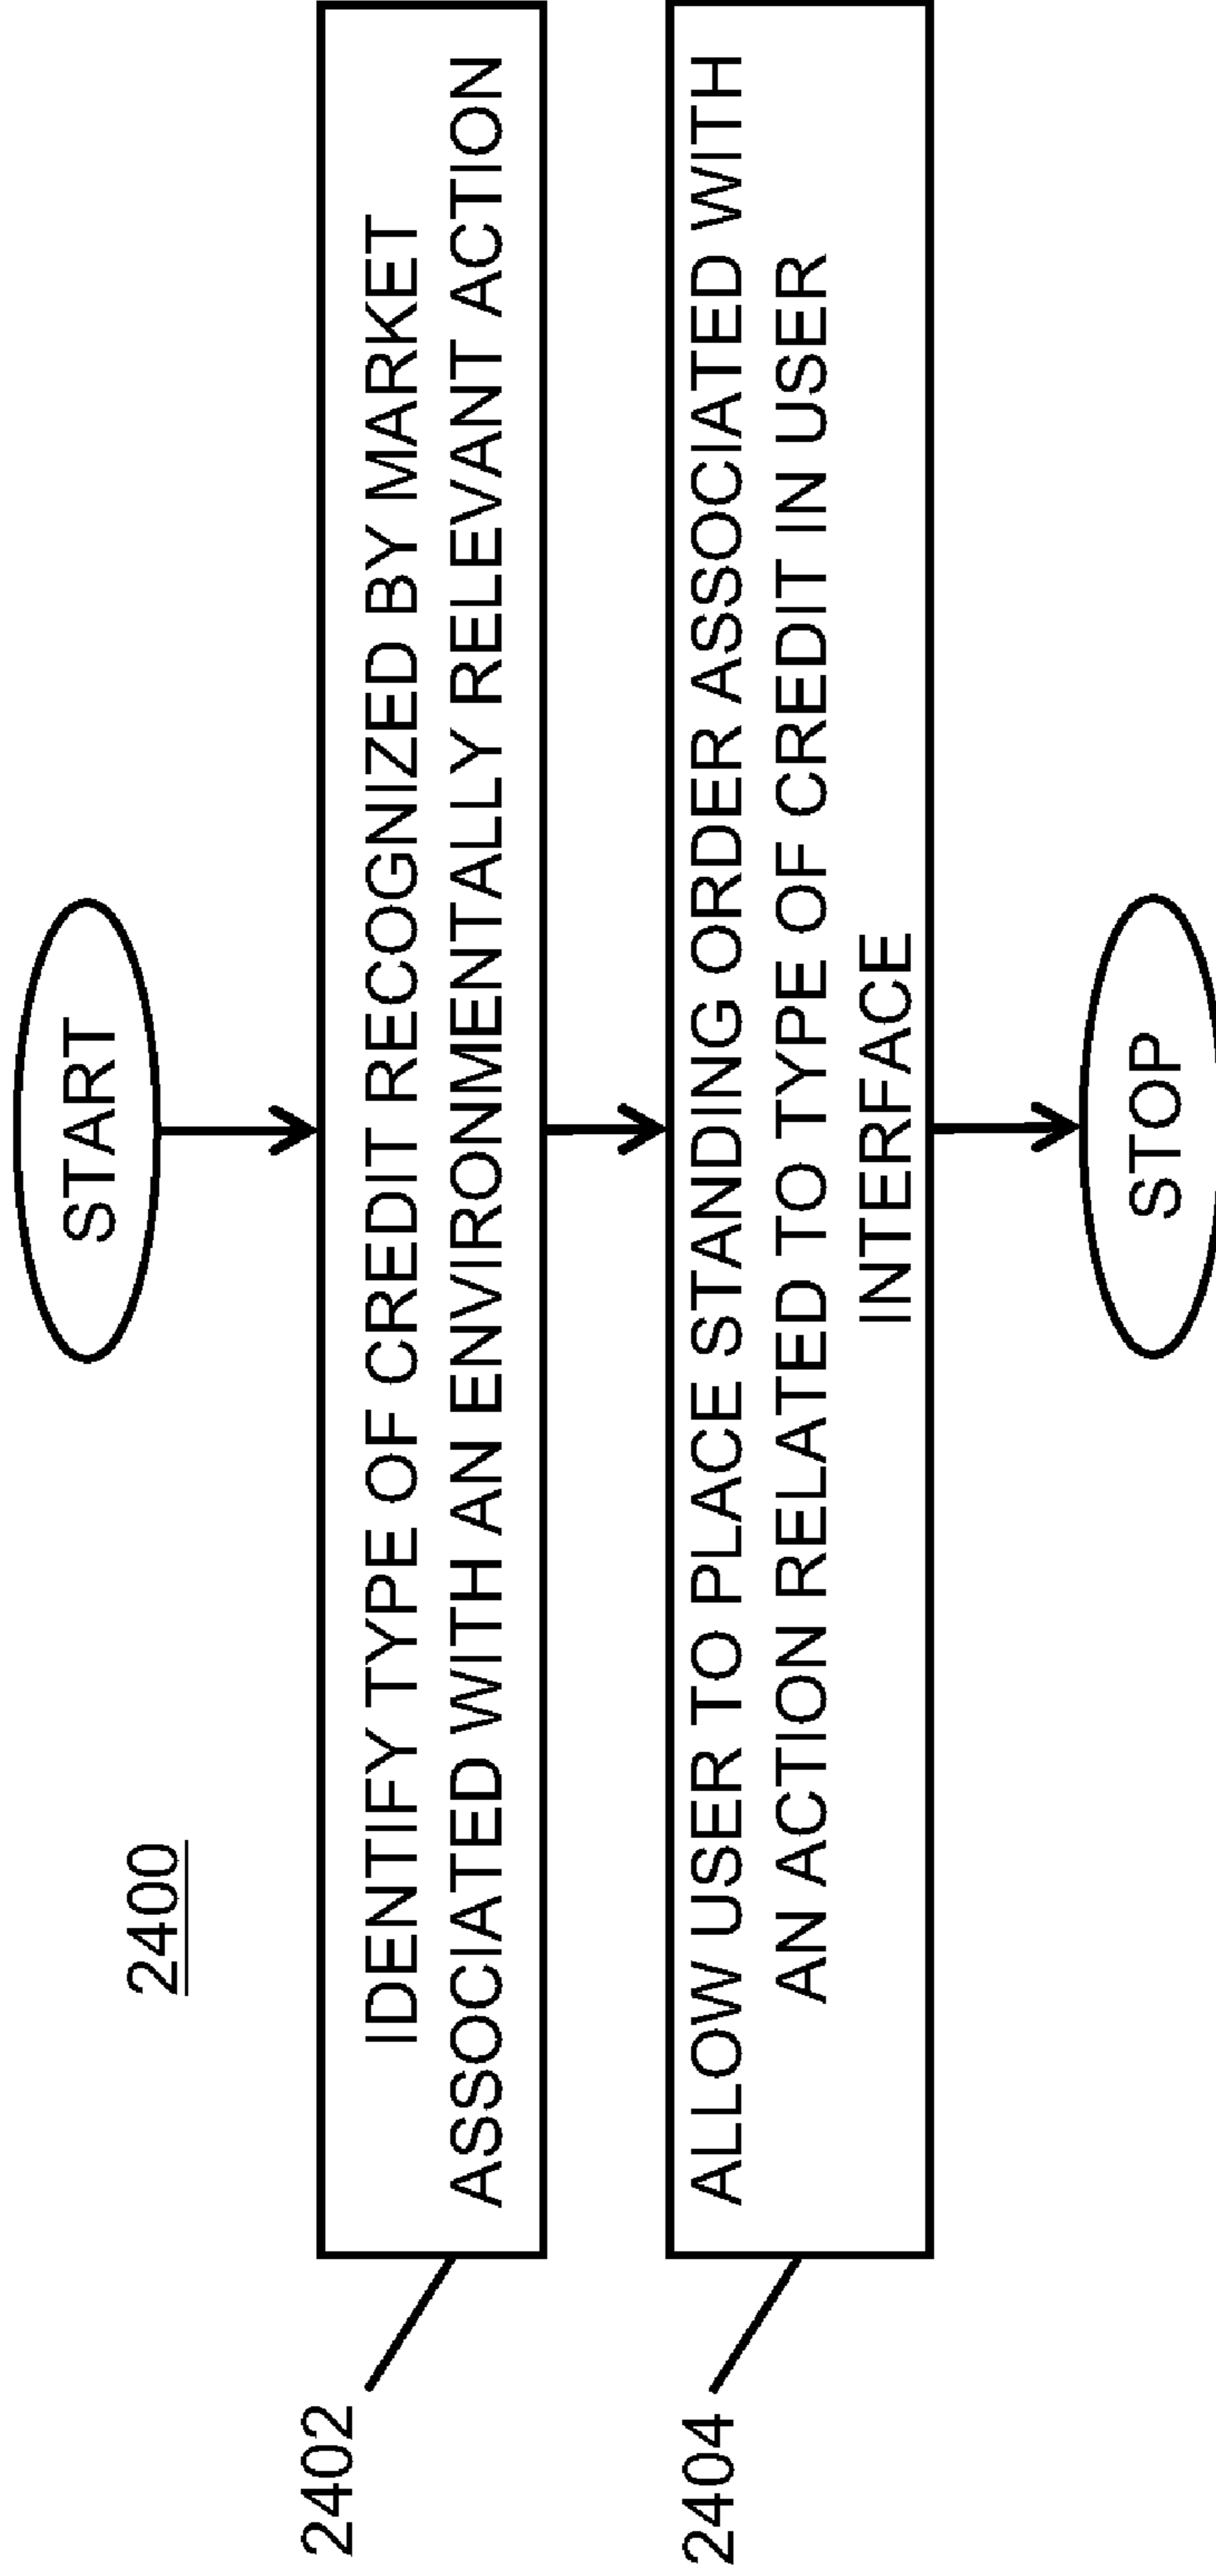 2400
START
2402
IDENTIFY TYPE OF CREDIT RECOGNIZED BY MARKET
ASSOCIATED WITH AN ENVIRONMENTALLY RELEVANT ACTION
2404
ALLOW USER TO PLACE STANDING ORDER ASSOCIATED WITH
AN ACTION RELATED TO TYPE OF CREDIT IN USER
INTERFACE
STOP